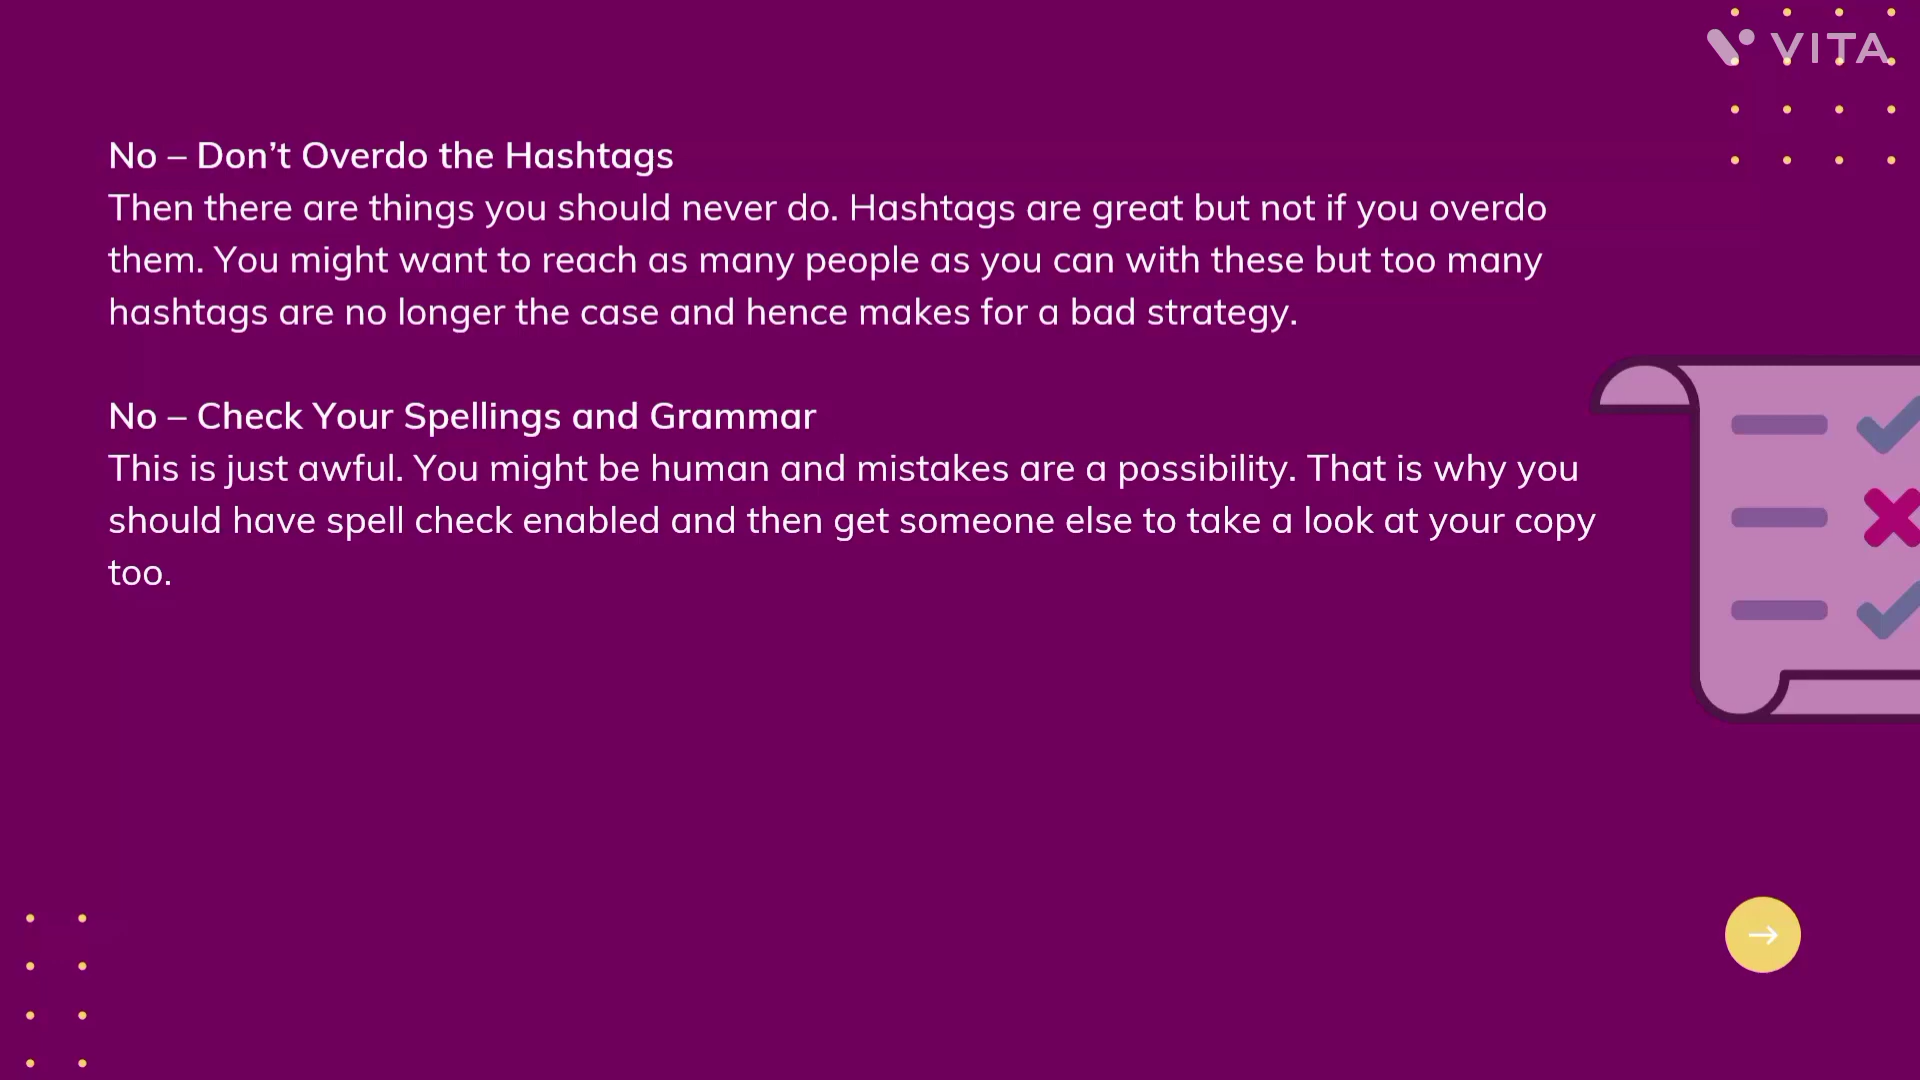 VITA
No – Don’t Overdo the Hashtags
Then there are things you should never do. Hashtags are great but not if you overdo
them. You might want to reach as many people as you can with these but too many
hashtags are no longer the case and hence makes for a bad strategy.
No – Check Your Spellings and Grammar
This is just awful. You might be human and mistakes are a possibility. That is why you
should have spell check enabled and then get someone else to take a look at your copy
too.